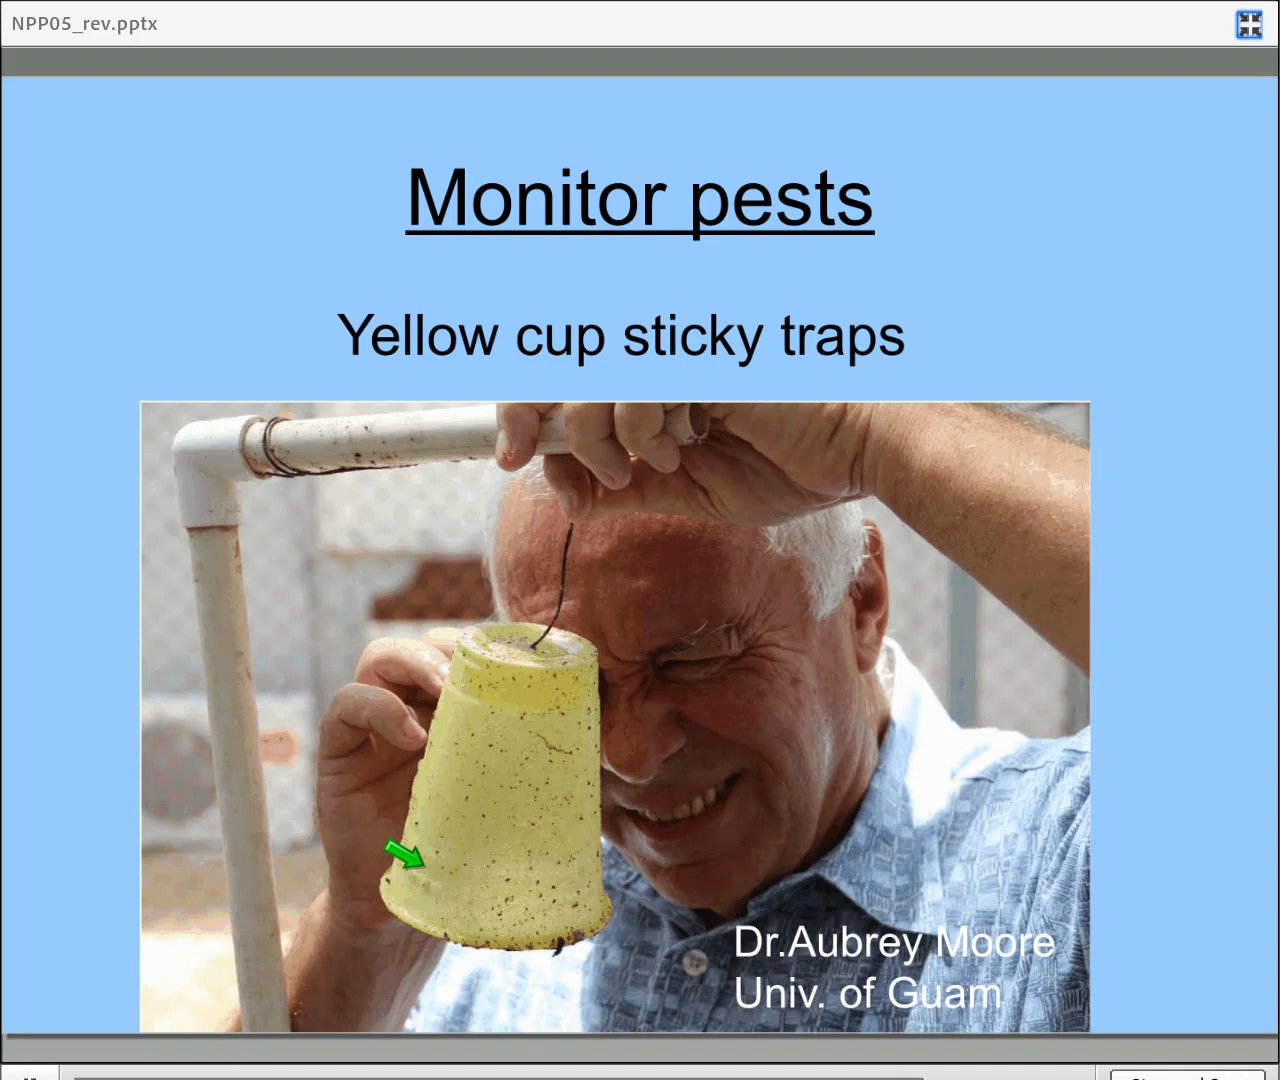 NPP05_rev.pptx
Monitor pests
Yellow cup sticky traps
Dr.Aubrey Moore
Univ. of Guam